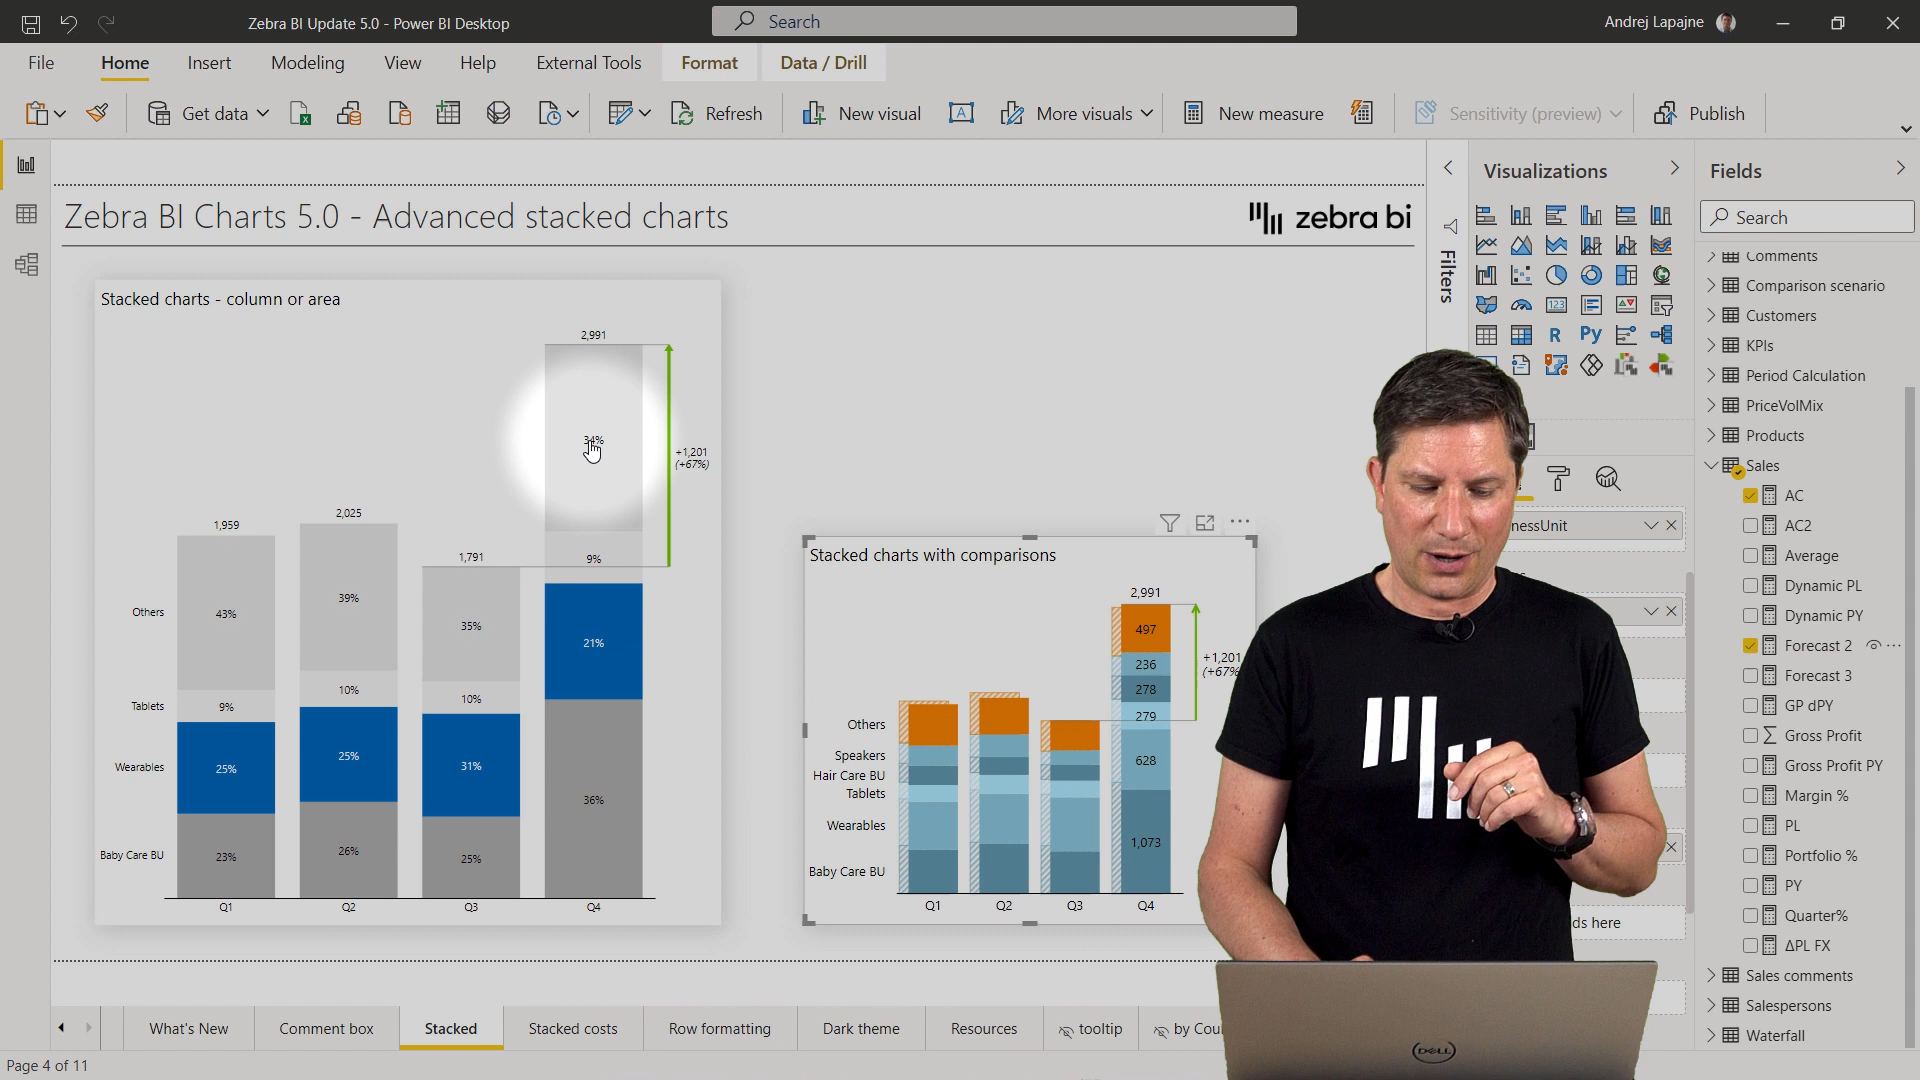 Zebra BI Update 5.0 - Power BI Desktop
Search
Andrej Lapajne
File
Home
Insert
Modeling
View
Help
External Tools
Format
Data / Drill
Get data
Refresh
New visual
More visuals
New measure
Sensitivity (preview)
Publish
Zebra BI Charts 5.0 - Advanced stacked charts
zebra bi
Filters
Visualizations
123
R
Py
nessUnit
ds here
Fields
Search
Comments
Comparison scenario
Customers
KPIs
Period Calculation
PriceVolMix
Products
Sales
AC
AC2
Average
Dynamic PL
Dynamic PY
Forecast 2
Forecast 3
GP dPY
Gross Profit
Gross Profit PY
Margin %
PL
Portfolio %
PY
Quarter%
ΔPL FX
Sales comments
Salespersons
Waterfall
Stacked charts - column or area
2,991
34%
+1,201
(+67%)
1,959
2,025
1,791
9%
Others
43%
39%
35%
21%
Tablets
9%
10%
10%
Wearables
25%
25%
31%
36%
Baby Care BU
23%
26%
25%
Q1
Q2
Q3
Q4
Stacked charts with comparisons
2,991
497
+1,201
(+67%
236
278
279
628
1,073
Others
Speakers
Hair Care BU
Tablets
Wearables
Baby Care BU
Q1
Q2
Q3
Q4
What's New
Comment box
Stacked
Stacked costs
Row formatting
Dark theme
Resources
tooltip
by Cou
Page 4 of 11
DELL